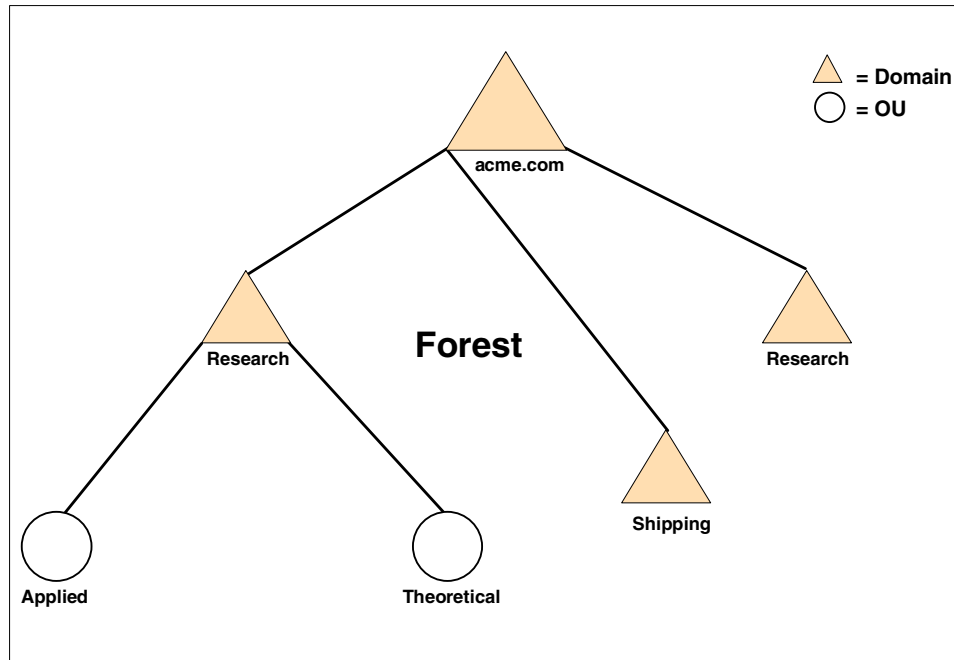 = Domain
= OU
acme.com
Forest
Research
Research
Shipping
Applied
Theoretical